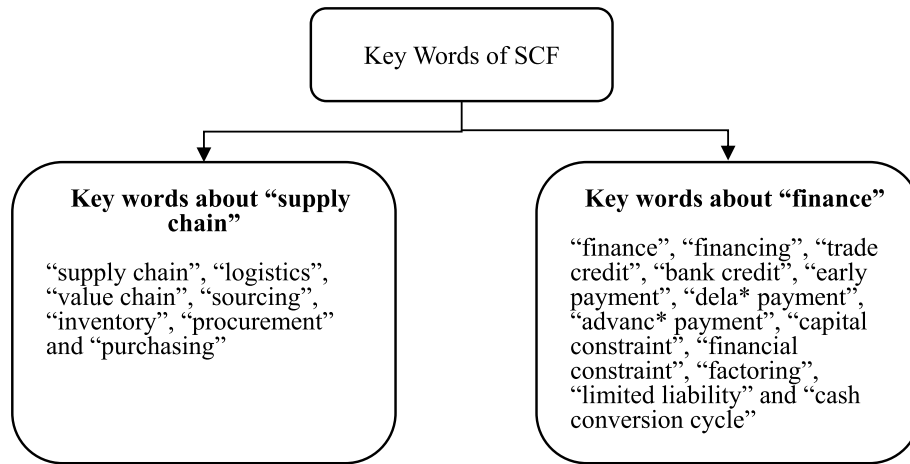 Key Words of SCF
Key words about “supply
chain”
“supply chain”, “logistics”,
“value chain”, “sourcing”,
“inventory”, “procurement”
and “purchasing”
Key words about “finance”
“finance”, “financing”, “trade
credit”, “bank credit”, “early
payment”, “dela* payment”,
“advanc* payment”, “capital
constraint”, “financial
constraint”, “factoring”,
“limited liability” and “cash
conversion cycle”